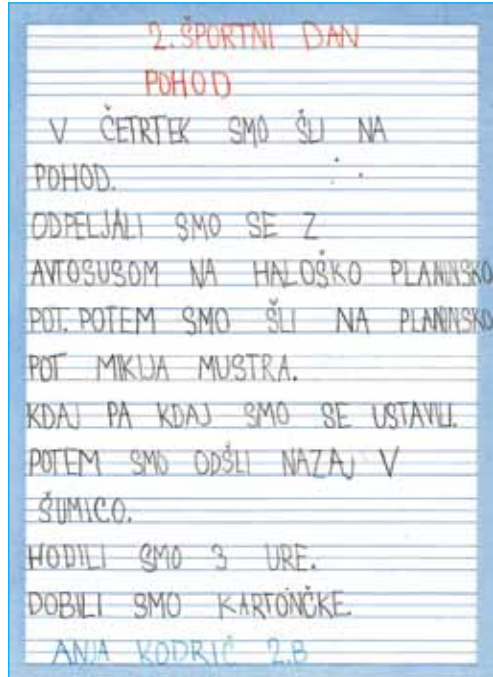 2. ŠPORTNI DAN
POHOD
V ČETRTEK SMO ŠLI NA
POHOD.
ODPELJALI SMO SE Z
AVTOSUSOM NA HALOŠKO PLANINSKO
POT. POTEM SMO ŠLI NA PLANINSKO
POT MIKIJA MUSTRA.
KDAJ PA KDAJ SMO SE USTAVILI.
POTEM SMO ODŠLI NAZAJ V
ŠUMICO.
HODILI SMO 3 URE.
DOBILI SMO KARTONČKE.
ANJA KODRIČ 2.B